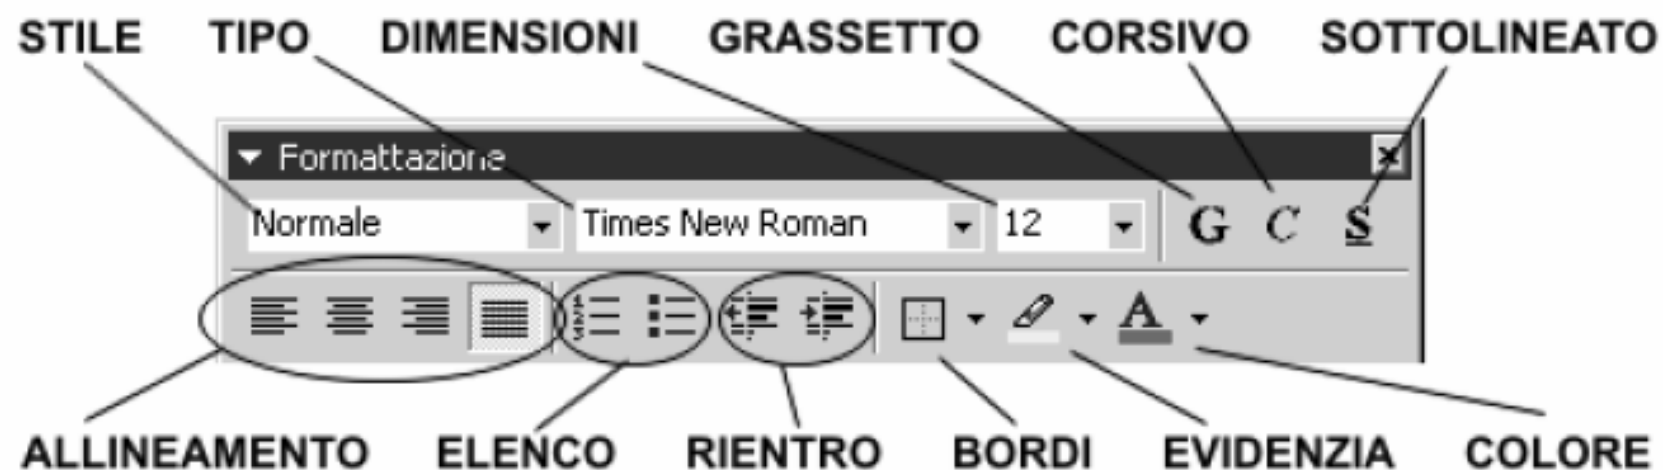 STILE TIPO DIMENSIONI GRASSETTO CORSIVO SOTTOLINEATO
Formattazione
Normale Times New Roman 12 G C S
A
ALLINEAMENTO ELENCO RIENTRO BORDI EVIDENZIA COLORE